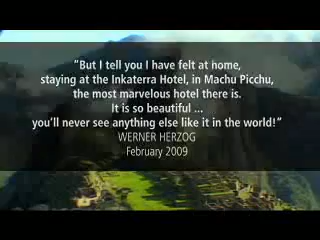 “But I tell you I have felt at home,
staying at the Inkaterra Hotel, in Machu Picchu,
the most marvelous hotel there is.
It is so beautiful ...
you’ll never see anything else like it in the world!”
WERNER HERZOG
February 2009